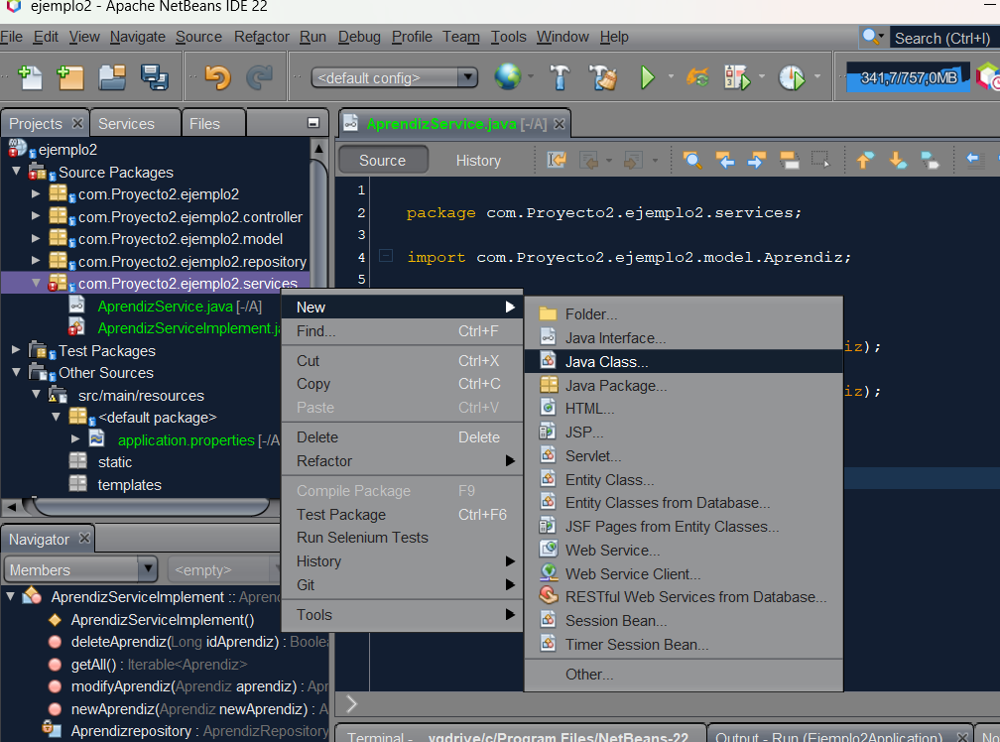 ejemplo2 - Apache NetBeans IDE 22
File Edit View Navigate Source Refactor Run Debug Profile Team Tools Window Help
Search (Ctrl+I)
<default config>
341,7/757,0MB
Projects
Services
Files
AprendizService.java [-/A]
Source
History
ejemplo2
Source Packages
com.Proyecto2.ejemplo2
com.Proyecto2.ejemplo2.controller
com.Proyecto2.ejemplo2.model
com.Proyecto2.ejemplo2.repository
com.Proyecto2.ejemplo2.services
AprendizService.java [-/A]
AprendizServiceImplement.ja
Test Packages
Other Sources
src/main/resources
<default package>
application.properties [-/A
static
templates
1
2 package com.Proyecto2.ejemplo2.services;
3
4 import com.Proyecto2.ejemplo2.model.Aprendiz;
5
iz);
iz);
New
Find... Ctrl+F
Cut Ctrl+X
Copy Ctrl+C
Paste Ctrl+V
Delete Delete
Refactor
Compile Package F9
Test Package Ctrl+F6
Run Selenium Tests
History
Git
Tools
Folder...
Java Interface...
Java Class...
Java Package...
HTML...
JSP...
Servlet...
Entity Class...
Entity Classes from Database...
JSF Pages from Entity Classes...
Web Service...
Web Service Client...
RESTful Web Services from Database...
Session Bean...
Timer Session Bean...
Other...
Navigator
Members
<empty>
AprendizServiceImplement :: Aprend
AprendizServiceImplement()
deleteAprendiz(Long idAprendiz) : Boolea
getAll() : Iterable<Aprendiz>
modifyAprendiz(Aprendiz aprendiz) : Apr
newAprendiz(Aprendiz newAprendiz) : A
Aprendizrepository : AprendizRepository
Terminal - ..ygdrive/c/Program Files/NetBeans-22
Output - Run (Ejemplo2Application)
No